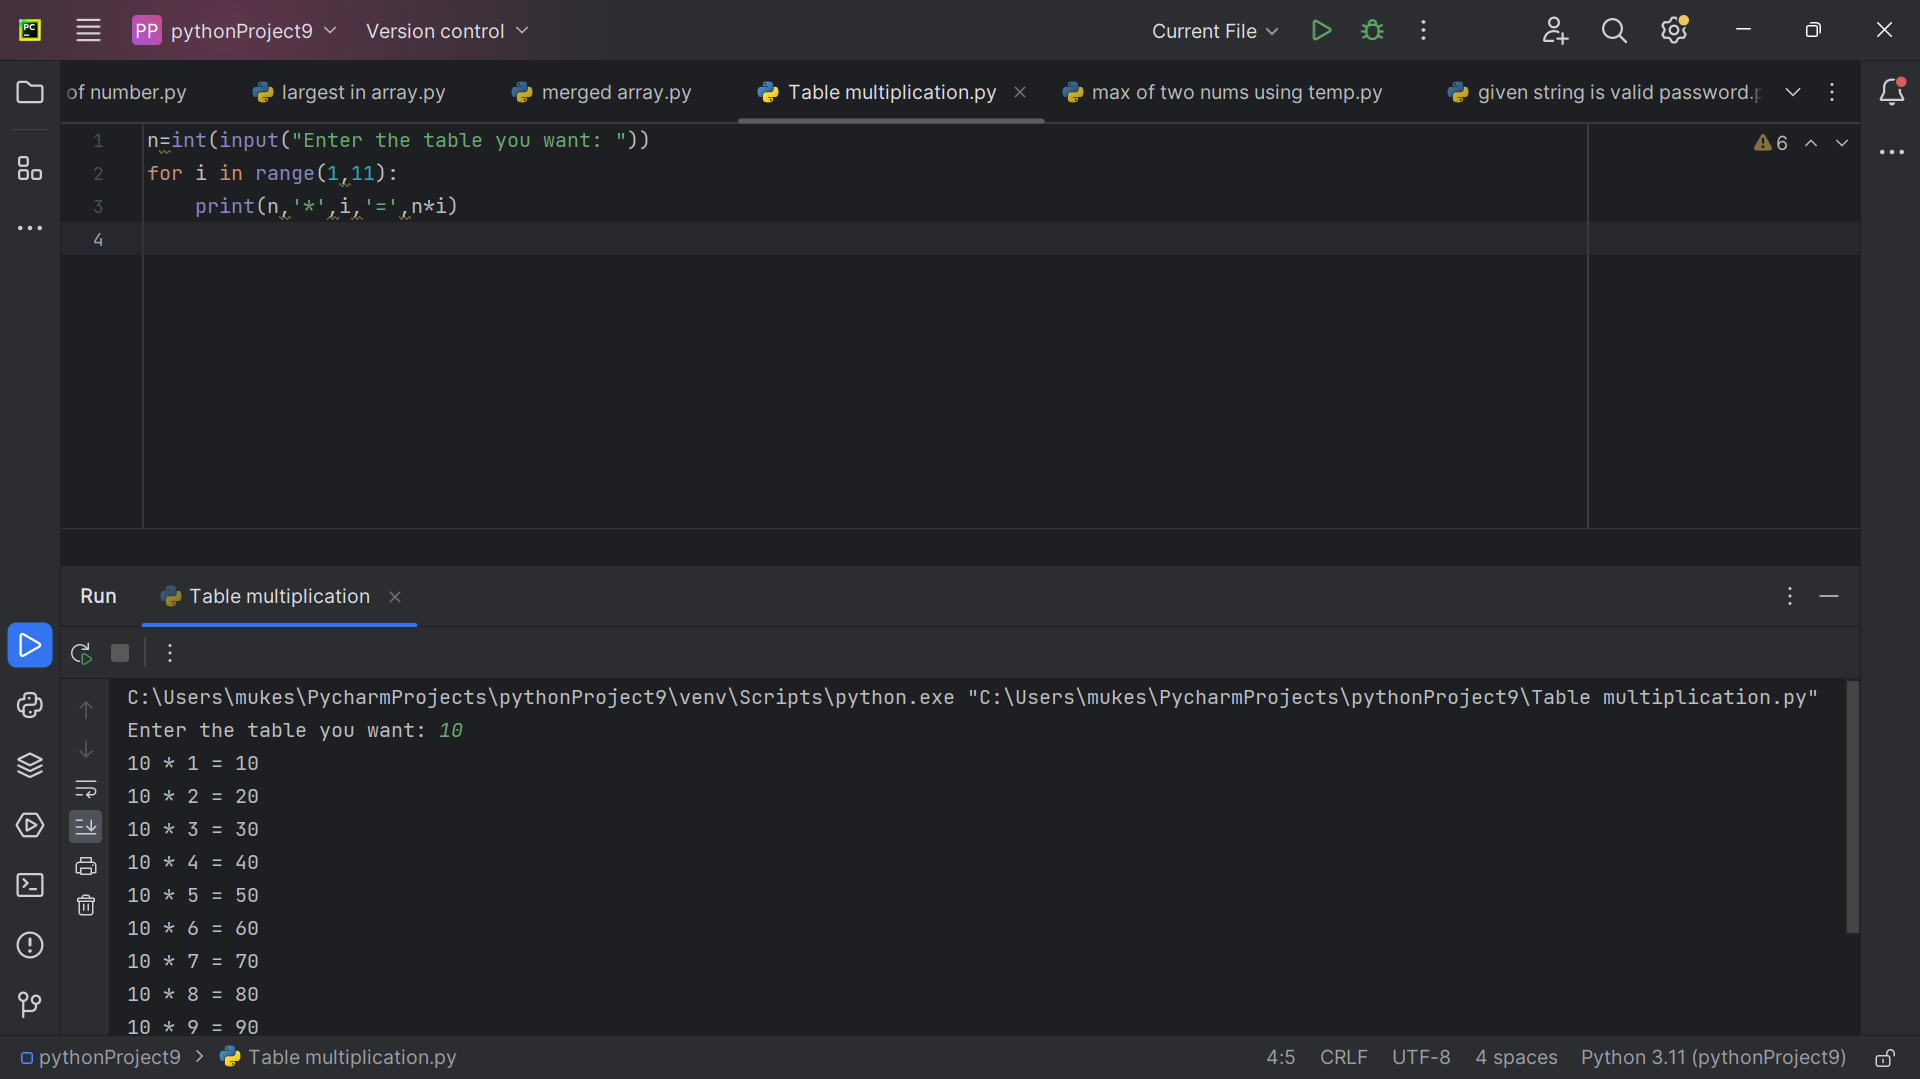 PC
PP pythonProject9 Version control Current File
of number.py largest in array.py merged array.py Table multiplication.py max of two nums using temp.py given string is valid password.p
1 n=int(input("Enter the table you want: "))
2 for i in range(1,11):
3 print(n,'*',i,'=',n*i)
4
6
Run Table multiplication
C:\Users\mukes\PycharmProjects\pythonProject9\venv\Scripts\python.exe "C:\Users\mukes\PycharmProjects\pythonProject9\Table multiplication.py"
Enter the table you want: 10
10 * 1 = 10
10 * 2 = 20
10 * 3 = 30
10 * 4 = 40
10 * 5 = 50
10 * 6 = 60
10 * 7 = 70
10 * 8 = 80
10 * 9 = 90
pythonProject9 > Table multiplication.py 4:5 CRLF UTF-8 4 spaces Python 3.11 (pythonProject9)